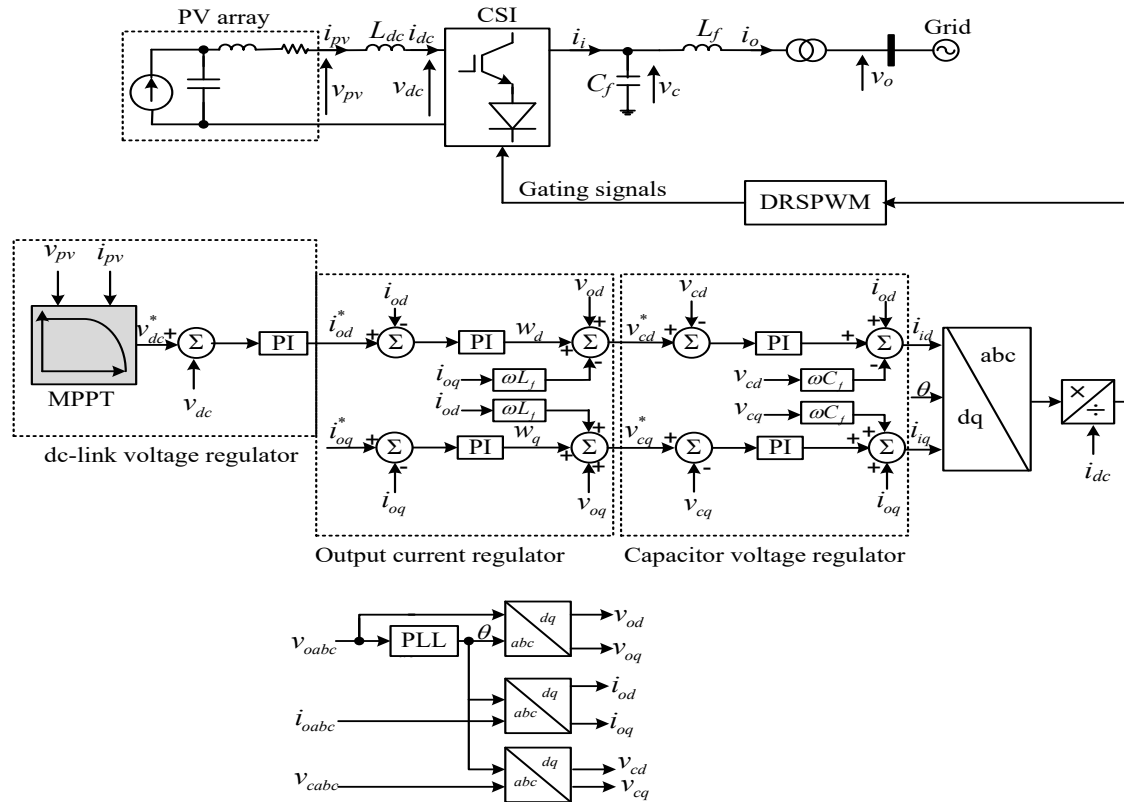 PV array
CSI
i_pv
L_dc
i_dc
i_i
L_f
i_o
Grid
v_pv
v_dc
C_f
v_c
v_o
Gating signals
DRSPWM
v_pv
i_pv
v_dc^*
+
Σ
PI
MPPT
v_dc
dc-link voltage regulator
i_od
i_od^*
+
-
Σ
PI
w_d
v_od
+
+
-
Σ
i_oq
ωL_f
i_od
ωL_f
i_oq^*
+
-
Σ
PI
w_q
+
+
+
Σ
i_oq
v_oq
Output current regulator
v_cd^*
v_cd
+
-
Σ
PI
i_od
+
+
-
Σ
i_id
v_cd
ωC_f
v_cq
ωC_f
v_cq^*
+
-
Σ
PI
+
+
+
Σ
i_iq
v_cq
i_oq
Capacitor voltage regulator
θ
abc
dq
×
÷
i_dc
v_oabc
PLL
θ
dq
abc
v_od
v_oq
i_oabc
dq
abc
i_od
i_oq
v_cabc
dq
abc
v_cd
v_cq